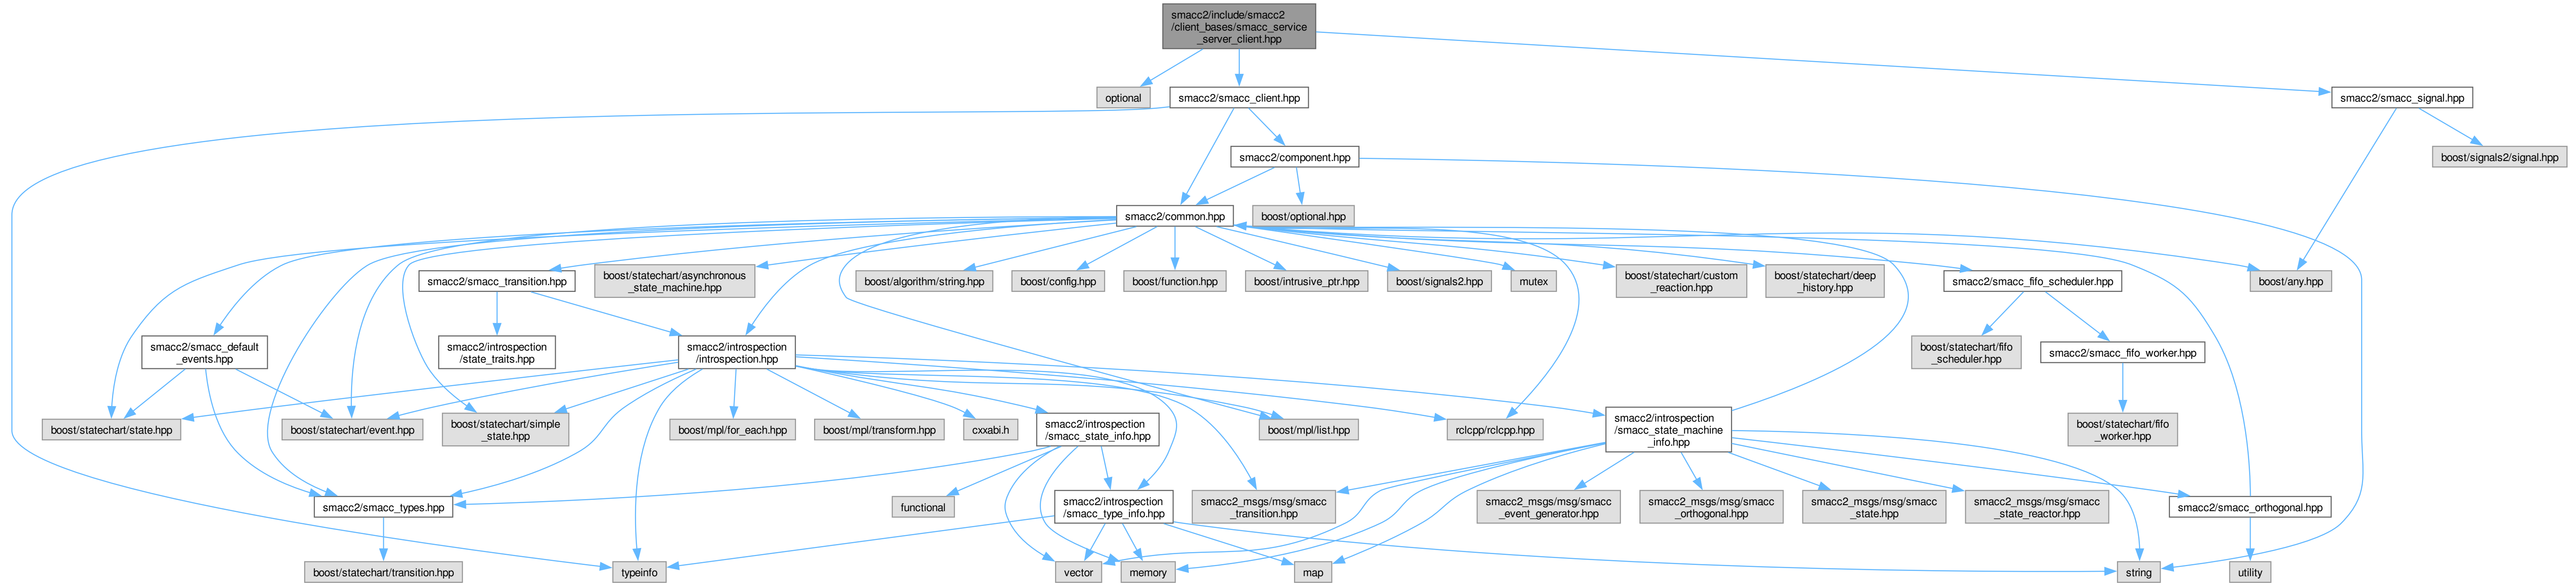 smacc2/include/smacc2
/client_bases/smacc_service
_server_client.hpp
optional
smacc2/smacc_client.hpp
smacc2/smacc_signal.hpp
smacc2/component.hpp
boost/signals2/signal.hpp
smacc2/common.hpp
boost/optional.hpp
smacc2/smacc_transition.hpp
boost/statechart/asynchronous
_state_machine.hpp
boost/algorithm/string.hpp
boost/config.hpp
boost/function.hpp
boost/intrusive_ptr.hpp
boost/signals2.hpp
mutex
boost/statechart/custom
_reaction.hpp
boost/statechart/deep
_history.hpp
smacc2/smacc_fifo_scheduler.hpp
boost/any.hpp
smacc2/smacc_default
_events.hpp
smacc2/introspection
/state_traits.hpp
smacc2/introspection
/introspection.hpp
boost/statechart/fifo
_scheduler.hpp
smacc2/smacc_fifo_worker.hpp
boost/statechart/state.hpp
boost/statechart/event.hpp
boost/statechart/simple
_state.hpp
boost/mpl/for_each.hpp
boost/mpl/transform.hpp
cxxabi.h
smacc2/introspection
/smacc_state_info.hpp
boost/mpl/list.hpp
rclcpp/rclcpp.hpp
smacc2/introspection
/smacc_state_machine
_info.hpp
boost/statechart/fifo
_worker.hpp
smacc2/smacc_types.hpp
functional
smacc2/introspection
/smacc_type_info.hpp
smacc2_msgs/msg/smacc
_transition.hpp
smacc2_msgs/msg/smacc
_event_generator.hpp
smacc2_msgs/msg/smacc
_orthogonal.hpp
smacc2_msgs/msg/smacc
_state.hpp
smacc2_msgs/msg/smacc
_state_reactor.hpp
smacc2/smacc_orthogonal.hpp
boost/statechart/transition.hpp
typeinfo
vector
memory
map
string
utility